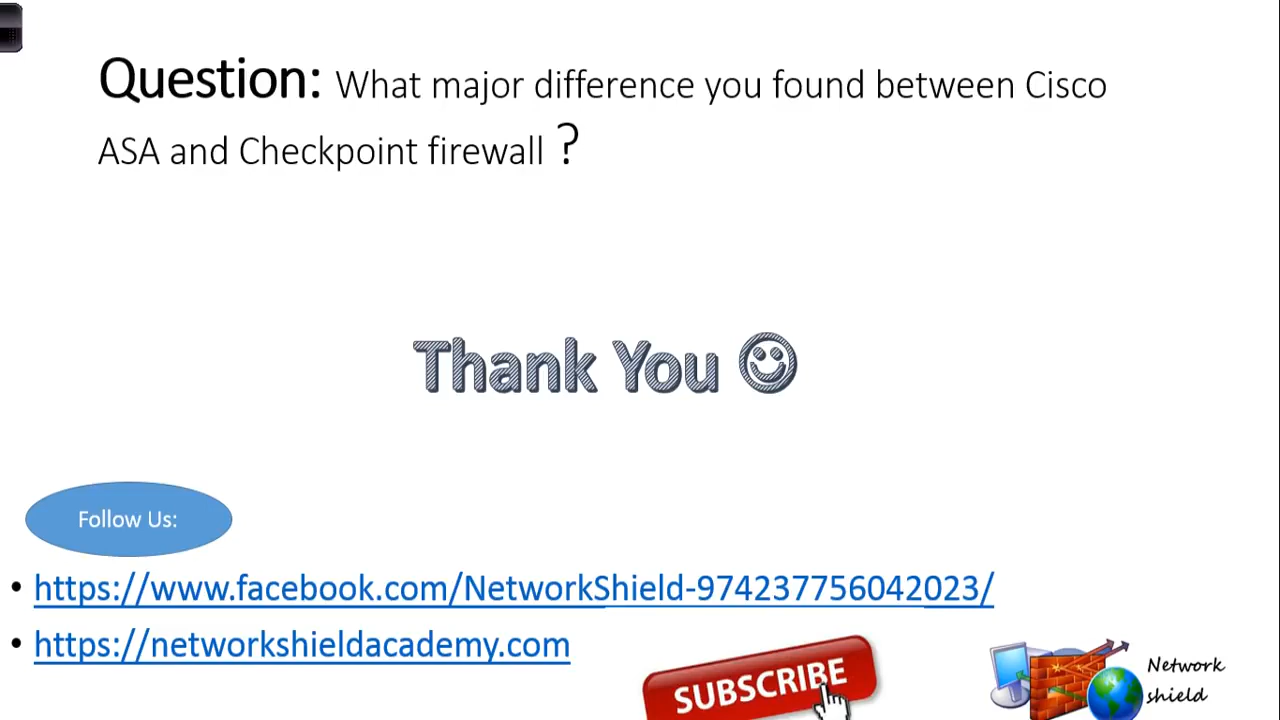 Question: What major difference you found between Cisco
ASA and Checkpoint firewall ?
Thank You ☺
Follow Us:
• https://www.facebook.com/NetworkShield-974237756042023/
• https://networkshieldacademy.com
SUBSCRIBE
Network
shield